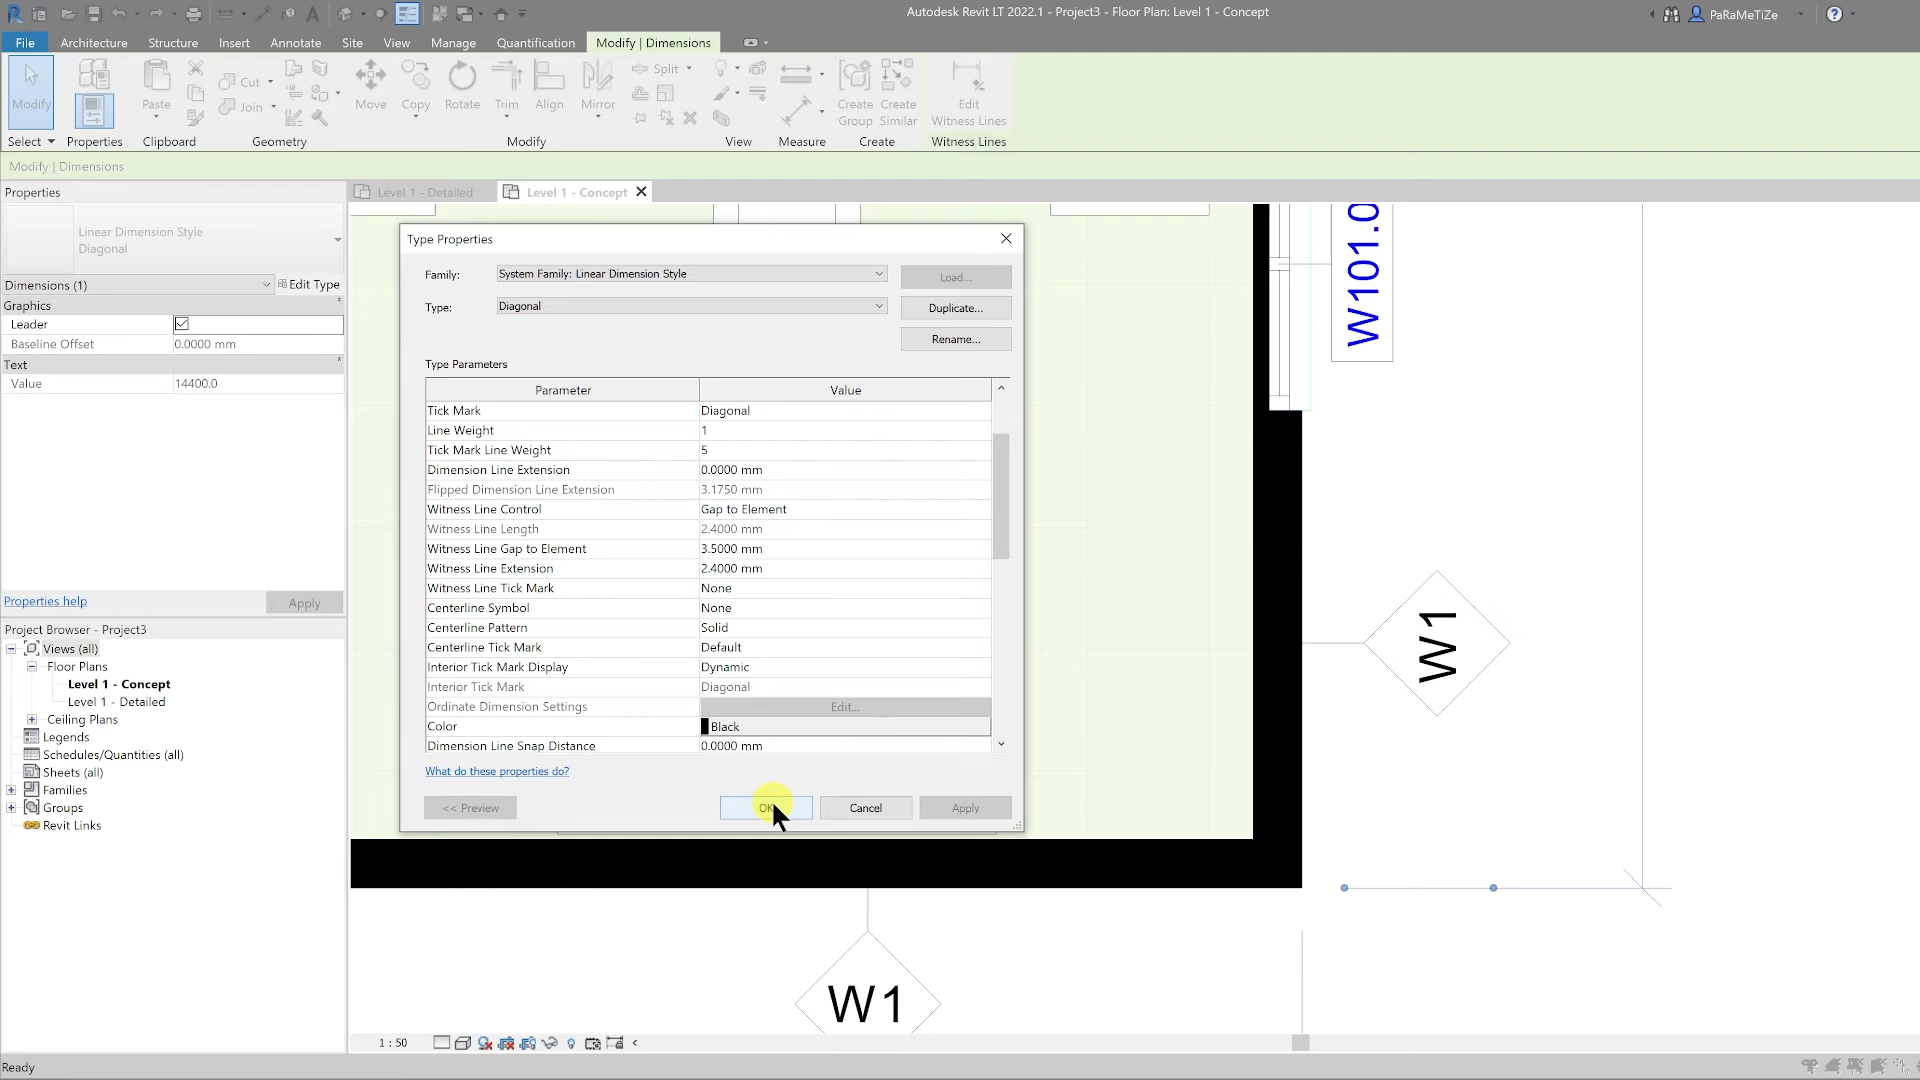 Autodesk Revit LT 2022.1 - Project3 - Floor Plan: Level 1 - Concept
PaRaMeTiZe
File Architecture Structure Insert Annotate Site View Manage Quantification Modify | Dimensions
Modify
Paste
Cut
Join
Move Copy Rotate Trim Align Mirror
Split
Create Group
Create Similar
Edit Witness Lines
Select Properties Clipboard Geometry Modify View Measure Create Witness Lines
Modify | Dimensions
Properties
Level 1 - Detailed
Level 1 - Concept
Linear Dimension Style
Diagonal
Dimensions (1)
Edit Type
Graphics
Leader
Baseline Offset 0.0000 mm
Text
Value 14400.0
Properties help
Apply
Project Browser - Project3
Views (all)
Floor Plans
Level 1 - Concept
Level 1 - Detailed
Ceiling Plans
Legends
Schedules/Quantities (all)
Sheets (all)
Families
Groups
Revit Links
Type Properties
Family: System Family: Linear Dimension Style Load...
Type: Diagonal Duplicate...
Rename...
Type Parameters
Parameter Value
Tick Mark Diagonal
Line Weight 1
Tick Mark Line Weight 5
Dimension Line Extension 0.0000 mm
Flipped Dimension Line Extension 3.1750 mm
Witness Line Control Gap to Element
Witness Line Length 2.4000 mm
Witness Line Gap to Element 3.5000 mm
Witness Line Extension 2.4000 mm
Witness Line Tick Mark None
Centerline Symbol None
Centerline Pattern Solid
Centerline Tick Mark Default
Interior Tick Mark Display Dynamic
Interior Tick Mark Diagonal
Ordinate Dimension Settings Edit...
Color Black
Dimension Line Snap Distance 0.0000 mm
What do these properties do?
<< Preview OK Cancel Apply
W101.0
W1
W1
1 : 50
Ready